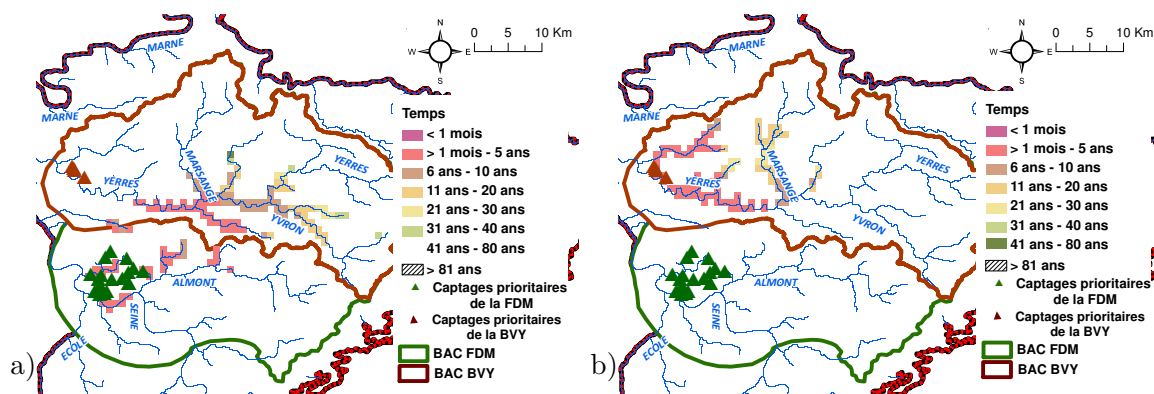 N
W E
S
0 5 10 Km
MARNE
MARNE
MARSANGE
YERRES
YERRES
YÈRRES
YVRON
ALMONT
SEINE
ECOLE
Temps
< 1 mois
> 1 mois - 5 ans
6 ans - 10 ans
11 ans - 20 ans
21 ans - 30 ans
31 ans - 40 ans
41 ans - 80 ans
> 81 ans
Captages prioritaires
de la FDM
Captages prioritaires
de la BVY
BAC FDM
BAC BVY
a)
N
W E
S
0 5 10 Km
MARNE
MARNE
YERRES
MARSANGE
YERRES
YERRES
YVRON
ALMONT
SEINE
ECOLE
Temps
< 1 mois
> 1 mois - 5 ans
6 ans - 10 ans
11 ans - 20 ans
21 ans - 30 ans
31 ans - 40 ans
41 ans - 80 ans
> 81 ans
Captages prioritaires
de la FDM
Captages prioritaires
de la BVY
BAC FDM
BAC BVY
b)